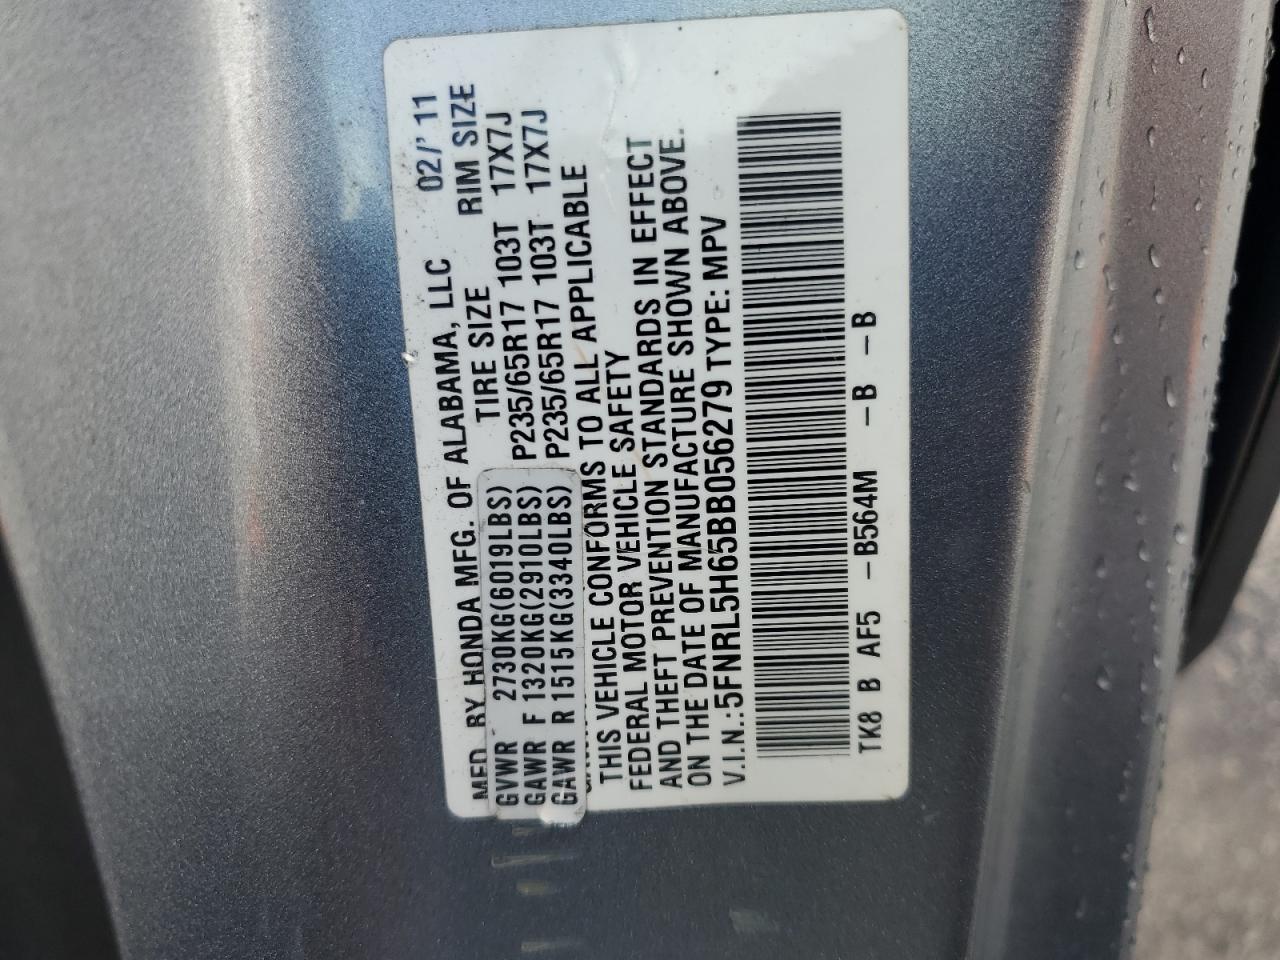 MFD BY HONDA MFG. OF ALABAMA, LLC 02/'11
TIRE SIZE RIM SIZE
GVWR 2730KG(6019LBS)
GAWR F 1320KG(2910LBS) P235/65R17 103T 17X7J
GAWR R 1515KG(3340LBS) P235/65R17 103T 17X7J
THIS VEHICLE CONFORMS TO ALL APPLICABLE
FEDERAL MOTOR VEHICLE SAFETY
AND THEFT PREVENTION STANDARDS IN EFFECT
ON THE DATE OF MANUFACTURE SHOWN ABOVE.
V.I.N.: 5FNRL5H65BB056279 TYPE: MPV
TK8 B AF5 -B564M -B -B